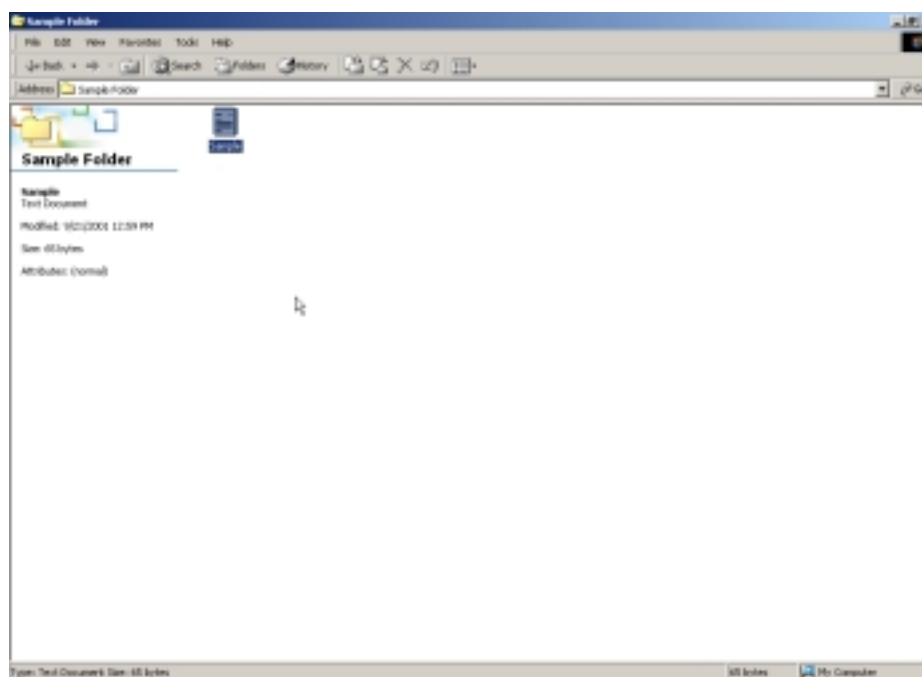 Sample Folder
File Edit View Favorites Tools Help
Back Search Folders History
Address Sample Folder
Sample
Sample Folder
Sample
Text Document
Modified: 9/21/2001 12:59 PM
Size: 65 bytes
Attributes: (normal)
Type: Text Document Size: 65 bytes
65 bytes
My Computer